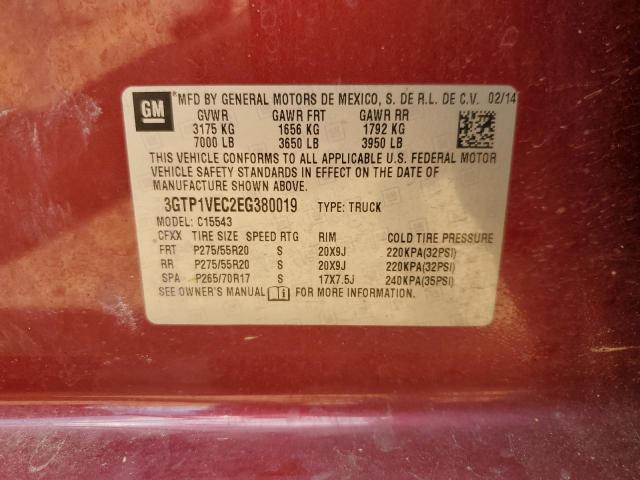 GM MFD BY GENERAL MOTORS DE MEXICO, S. DE R.L. DE C.V. 02/14
GVWR GAWR FRT GAWR RR
3175 KG 1656 KG 1792 KG
7000 LB 3650 LB 3950 LB
THIS VEHICLE CONFORMS TO ALL APPLICABLE U.S. FEDERAL MOTOR
VEHICLE SAFETY STANDARDS IN EFFECT ON THE DATE OF
MANUFACTURE SHOWN ABOVE.
3GTP1VEC2EG380019 TYPE: TRUCK
MODEL: C15543
CFXX TIRE SIZE SPEED RTG RIM COLD TIRE PRESSURE
FRT P275/55R20 S 20X9J 220KPA(32PSI)
RR P275/55R20 S 20X9J 220KPA(32PSI)
SPA P265/70R17 S 17X7.5J 240KPA(35PSI)
SEE OWNER'S MANUAL FOR MORE INFORMATION.